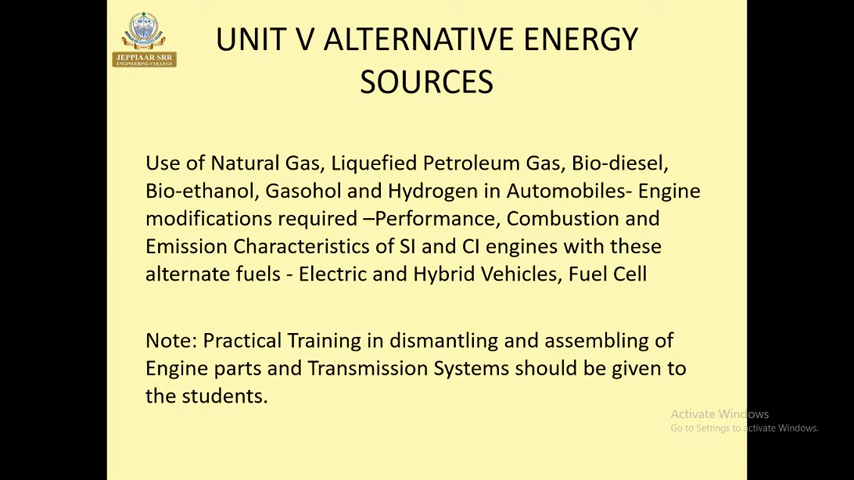 JEPPIAAR SRR
ENGINEERING COLLEGE
UNIT V ALTERNATIVE ENERGY
SOURCES
Use of Natural Gas, Liquefied Petroleum Gas, Bio-diesel,
Bio-ethanol, Gasohol and Hydrogen in Automobiles- Engine
modifications required –Performance, Combustion and
Emission Characteristics of SI and CI engines with these
alternate fuels - Electric and Hybrid Vehicles, Fuel Cell
Note: Practical Training in dismantling and assembling of
Engine parts and Transmission Systems should be given to
the students.
Activate Windows
Go to Settings to activate Windows.